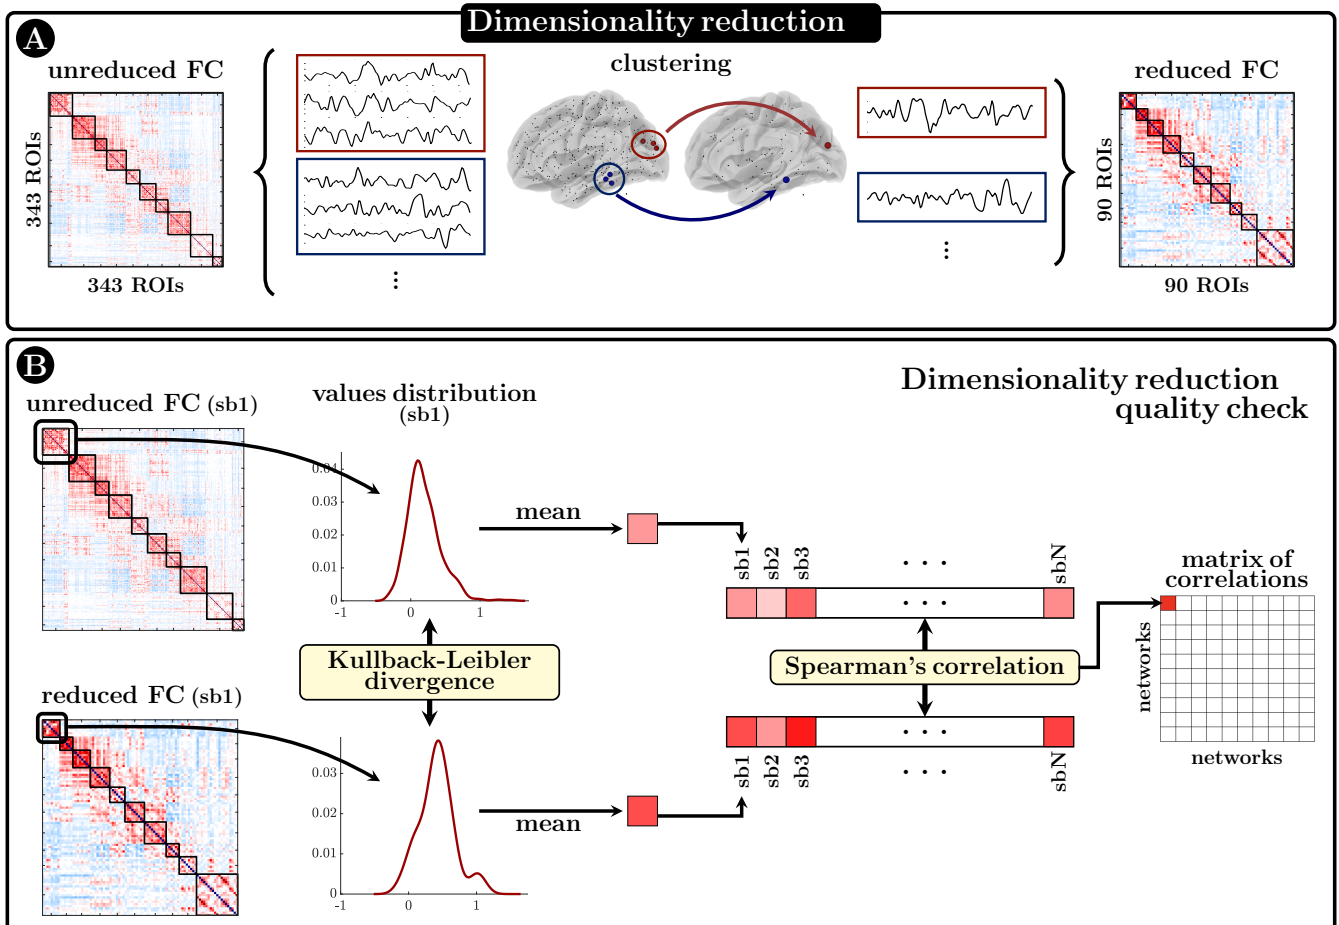 Dimensionality reduction
A
unreduced FC
343 ROIs
343 ROIs
⋮
clustering
⋮
reduced FC
90 ROIs
90 ROIs
B
Dimensionality reduction
quality check
unreduced FC (sb1)
values distribution
(sb1)
0.04
0.03
0.02
0.01
0
-1
0
1
mean
sb1
sb2
sb3
. . .
sbN
. . .
Kullback-Leibler
divergence
Spearman's correlation
matrix of
correlations
networks
networks
reduced FC (sb1)
0.03
0.02
0.01
0
-1
0
1
mean
. . .
sb1
sb2
sb3
. . .
sbN